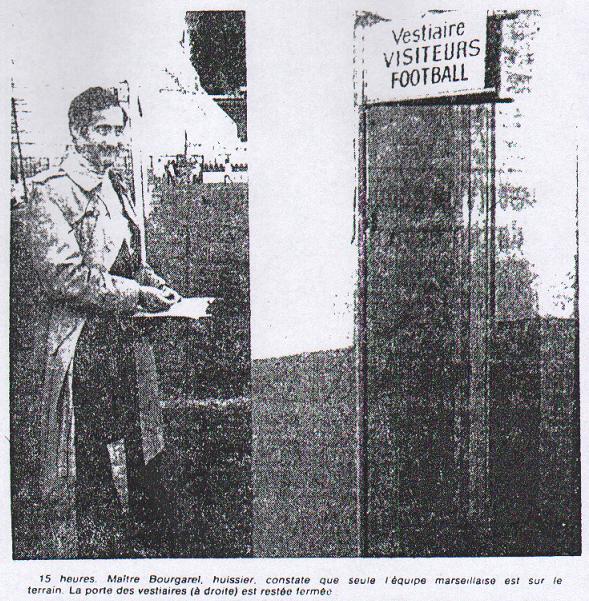 Vestiaire
VISITEURS
FOOTBALL
15 heures. Maître Bourgarel, huissier, constate que seule l'équipe marseillaise est sur le
terrain. La porte des vestiaires (à droite) est restée fermée.